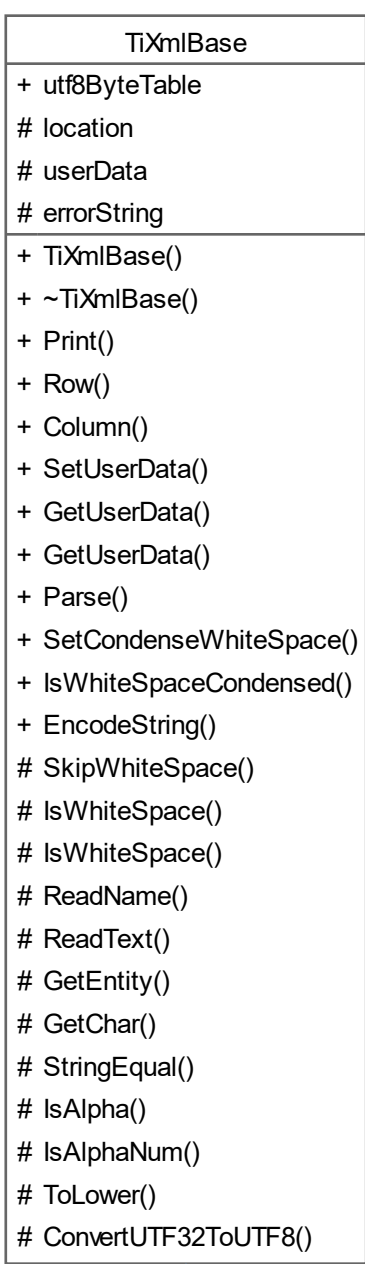 TiXmlBase
+ utf8ByteTable
# location
# userData
# errorString
+ TiXmlBase()
+ ~TiXmlBase()
+ Print()
+ Row()
+ Column()
+ SetUserData()
+ GetUserData()
+ GetUserData()
+ Parse()
+ SetCondenseWhiteSpace()
+ IsWhiteSpaceCondensed()
+ EncodeString()
# SkipWhiteSpace()
# IsWhiteSpace()
# IsWhiteSpace()
# ReadName()
# ReadText()
# GetEntity()
# GetChar()
# StringEqual()
# IsAlpha()
# IsAlphaNum()
# ToLower()
# ConvertUTF32ToUTF8()